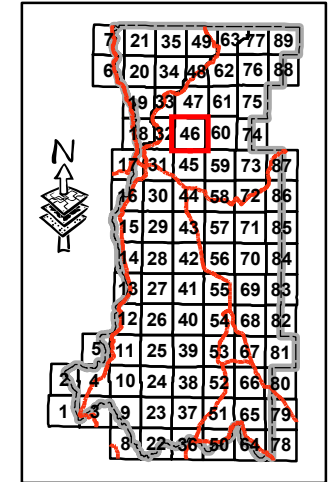 7 21 35 49 63 77 89
6 20 34 48 62 76 88
19 33 47 61 75
N
18 32 46 60 74
17 31 45 59 73 87
16 30 44 58 72 86
15 29 43 57 71 85
14 28 42 56 70 84
13 27 41 55 69 83
12 26 40 54 68 82
5 11 25 39 53 67 81
2 4 10 24 38 52 66 80
1 3 9 23 37 51 65 79
8 22 36 50 64 78